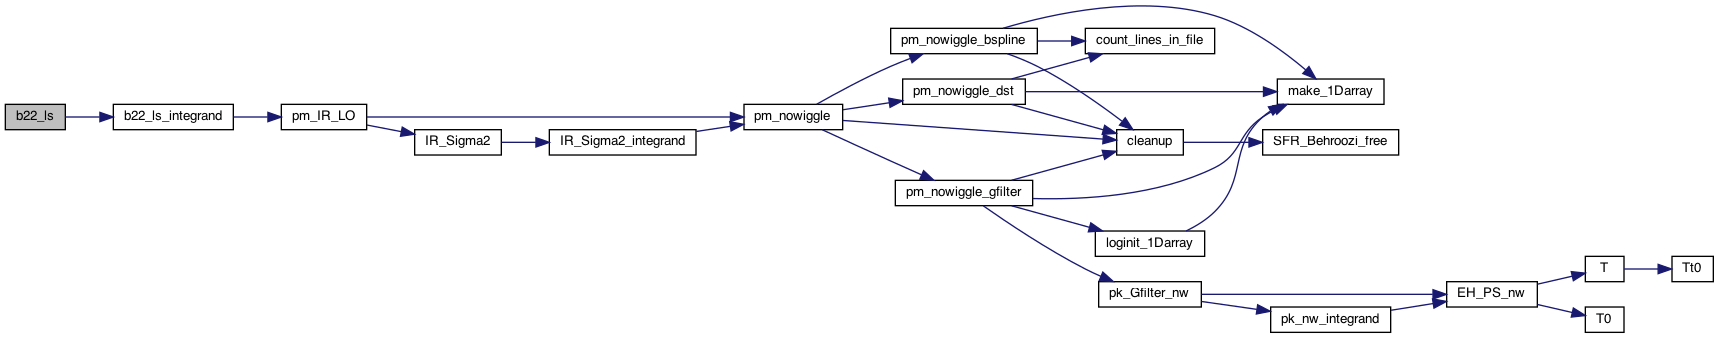 b22_ls
b22_ls_integrand
pm_IR_LO
IR_Sigma2
IR_Sigma2_integrand
pm_nowiggle
pm_nowiggle_bspline
pm_nowiggle_dst
pm_nowiggle_gfilter
count_lines_in_file
cleanup
loginit_1Darray
pk_Gfilter_nw
make_1Darray
SFR_Behroozi_free
pk_nw_integrand
EH_PS_nw
T
T0
Tt0